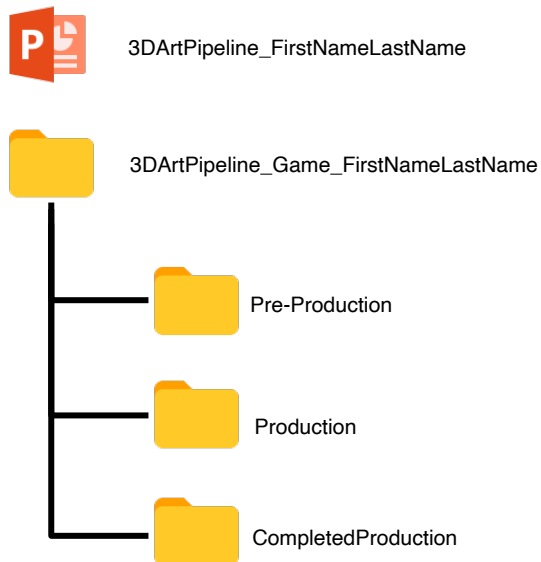 P
3DArtPipeline_FirstNameLastName
3DArtPipeline_Game_FirstNameLastName
Pre-Production
Production
CompletedProduction